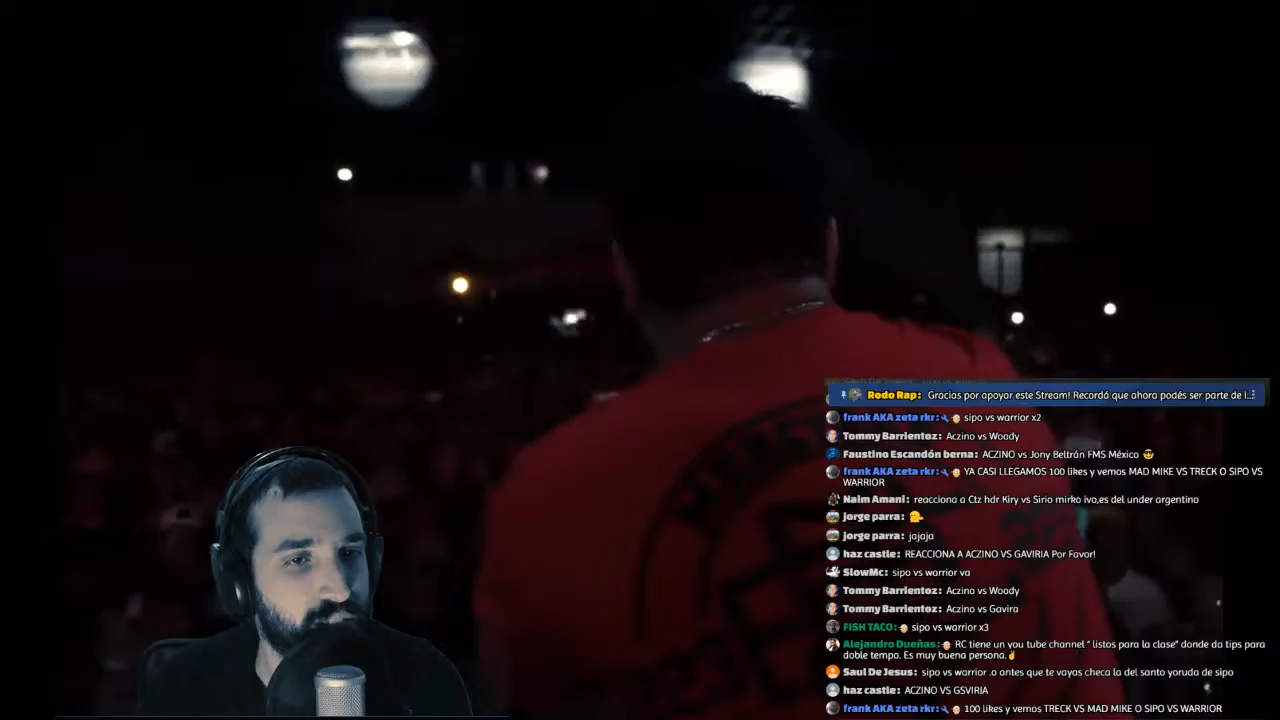 Rodo Rap: Gracias por apoyar este Stream! Recordá que ahora podés ser parte de l...
frank AKA zeta rkr: sipo vs warrior x2
Tommy Barrientoz: Aczino vs Woody
Faustino Escandón berna: ACZINO vs Jony Beltrán FMS México 😎
frank AKA zeta rkr: YA CASI LLEGAMOS 100 likes y vemos MAD MIKE VS TRECK O SIPO VS
WARRIOR
Naim Amani: reacciona a Ctz hdr Kiry vs Sirio mirko ivo,es del under argentino
jorge parra:
jorge parra: jajaja
haz castle: REACCIONA A ACZINO vs GAVIRIA Por Favor!
SlowMc: sipo vs warrior va
Tommy Barrientoz: Aczino vs Woody
Tommy Barrientoz: Aczino vs Gavira
FISH TACO: sipo vs warrior x3
Alejandro Dueñas: RC tiene un you tube channel “ listos para la clase” donde da tips para
doble tempo. Es muy buena persona.✌
Saul De Jesus: sipo vs warrior .o antes que te vayas checa la del santo yoruda de sipo
haz castle: ACZINO VS GSVIRIA
frank AKA zeta rkr: 100 likes y vemos TRECK VS MAD MIKE O SIPO VS WARRIOR